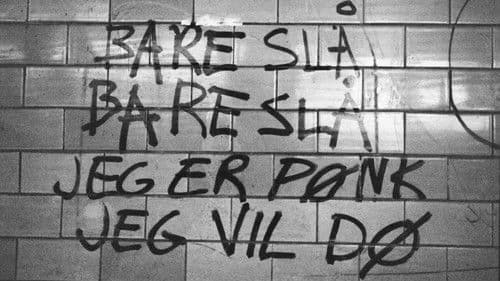 BARE SLÅ
BARE SLÅ
JEG ER PØNK
JEG VIL DØ